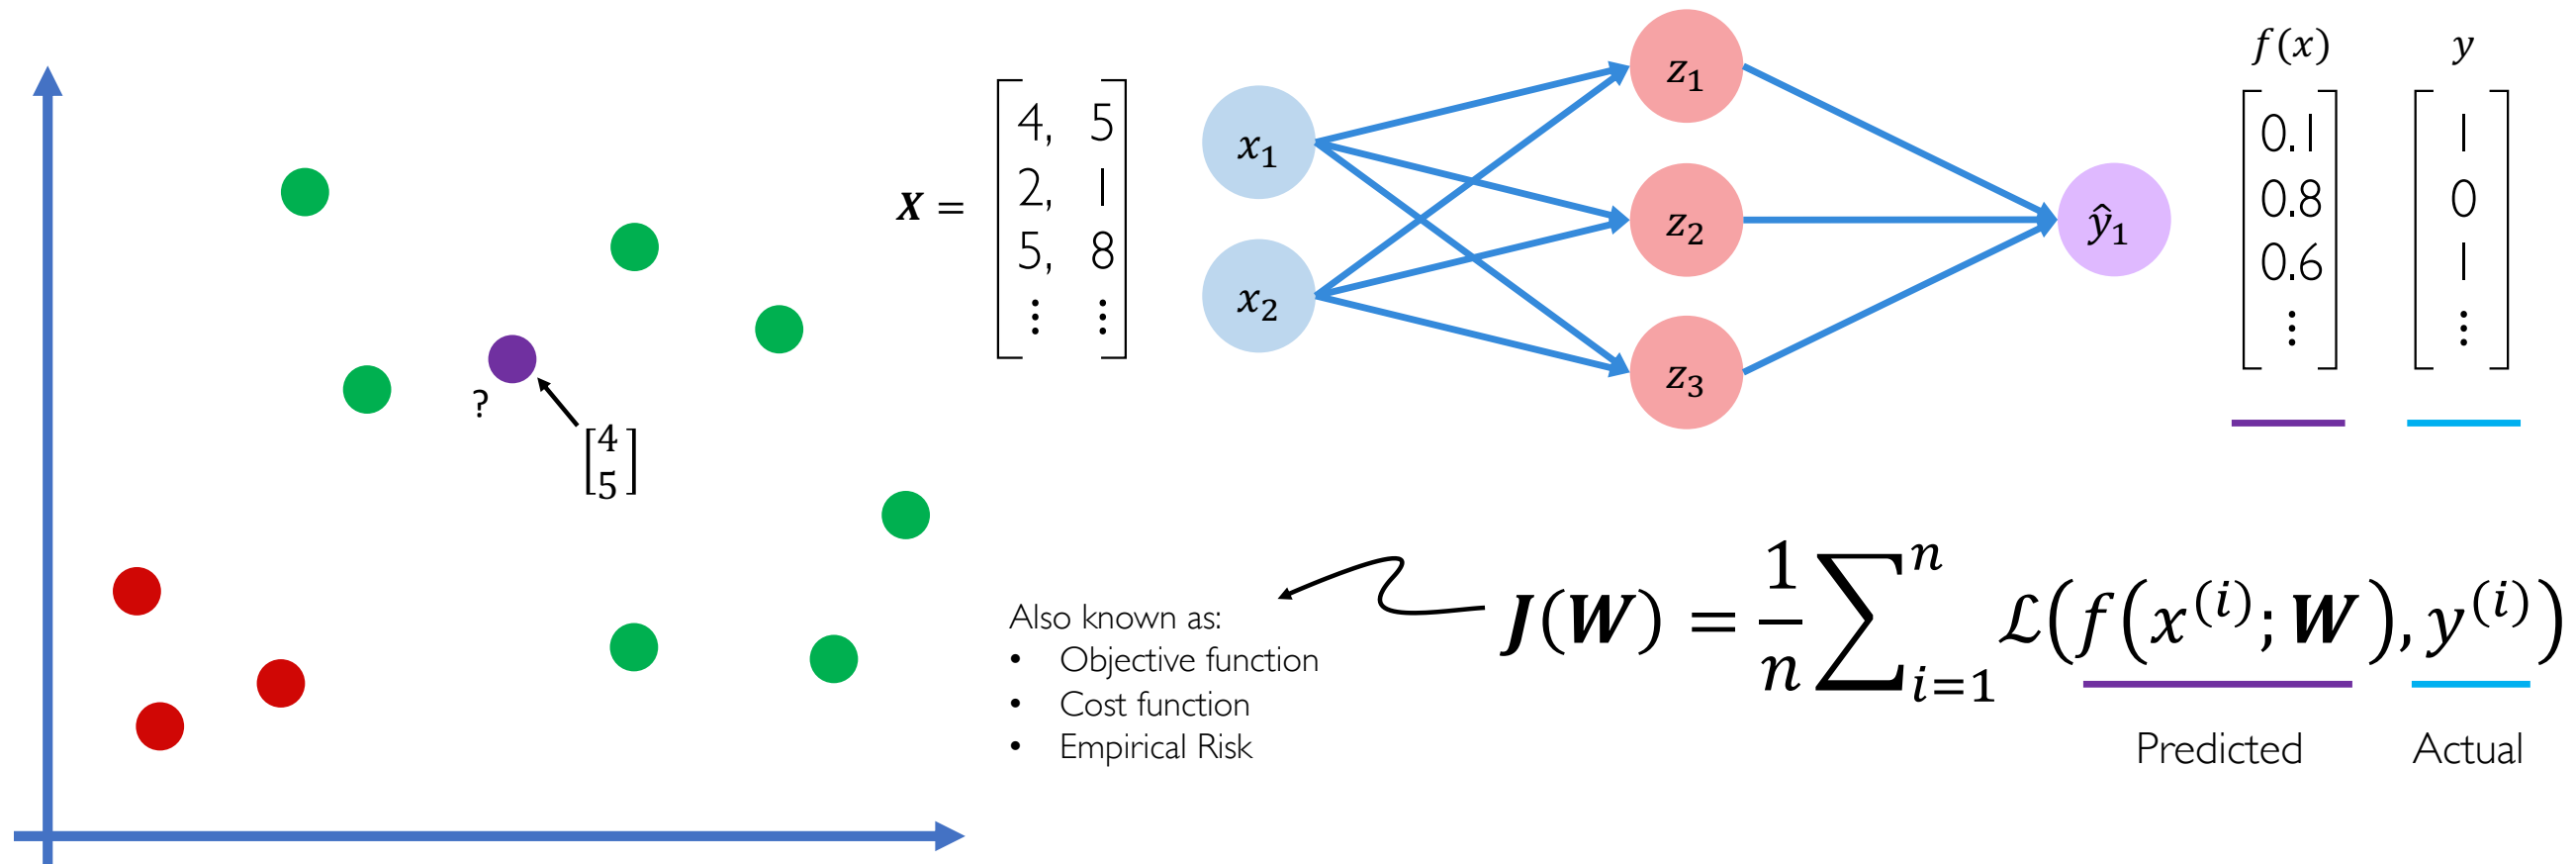 ?
[4
5]
X =
[4, 5
2, 1
5, 8
⋮ ⋮]
x₁
x₂
z₁
z₂
z₃
ŷ₁
f(x) y
[0.1] [1]
[0.8] [0]
[0.6] [1]
[⋮] [⋮]
Also known as:
• Objective function
• Cost function
• Empirical Risk
J(W) = 1/n ∑ⁿᵢ₌₁ ℒ(f(x⁽ⁱ⁾; W), y⁽ⁱ⁾)
Predicted Actual